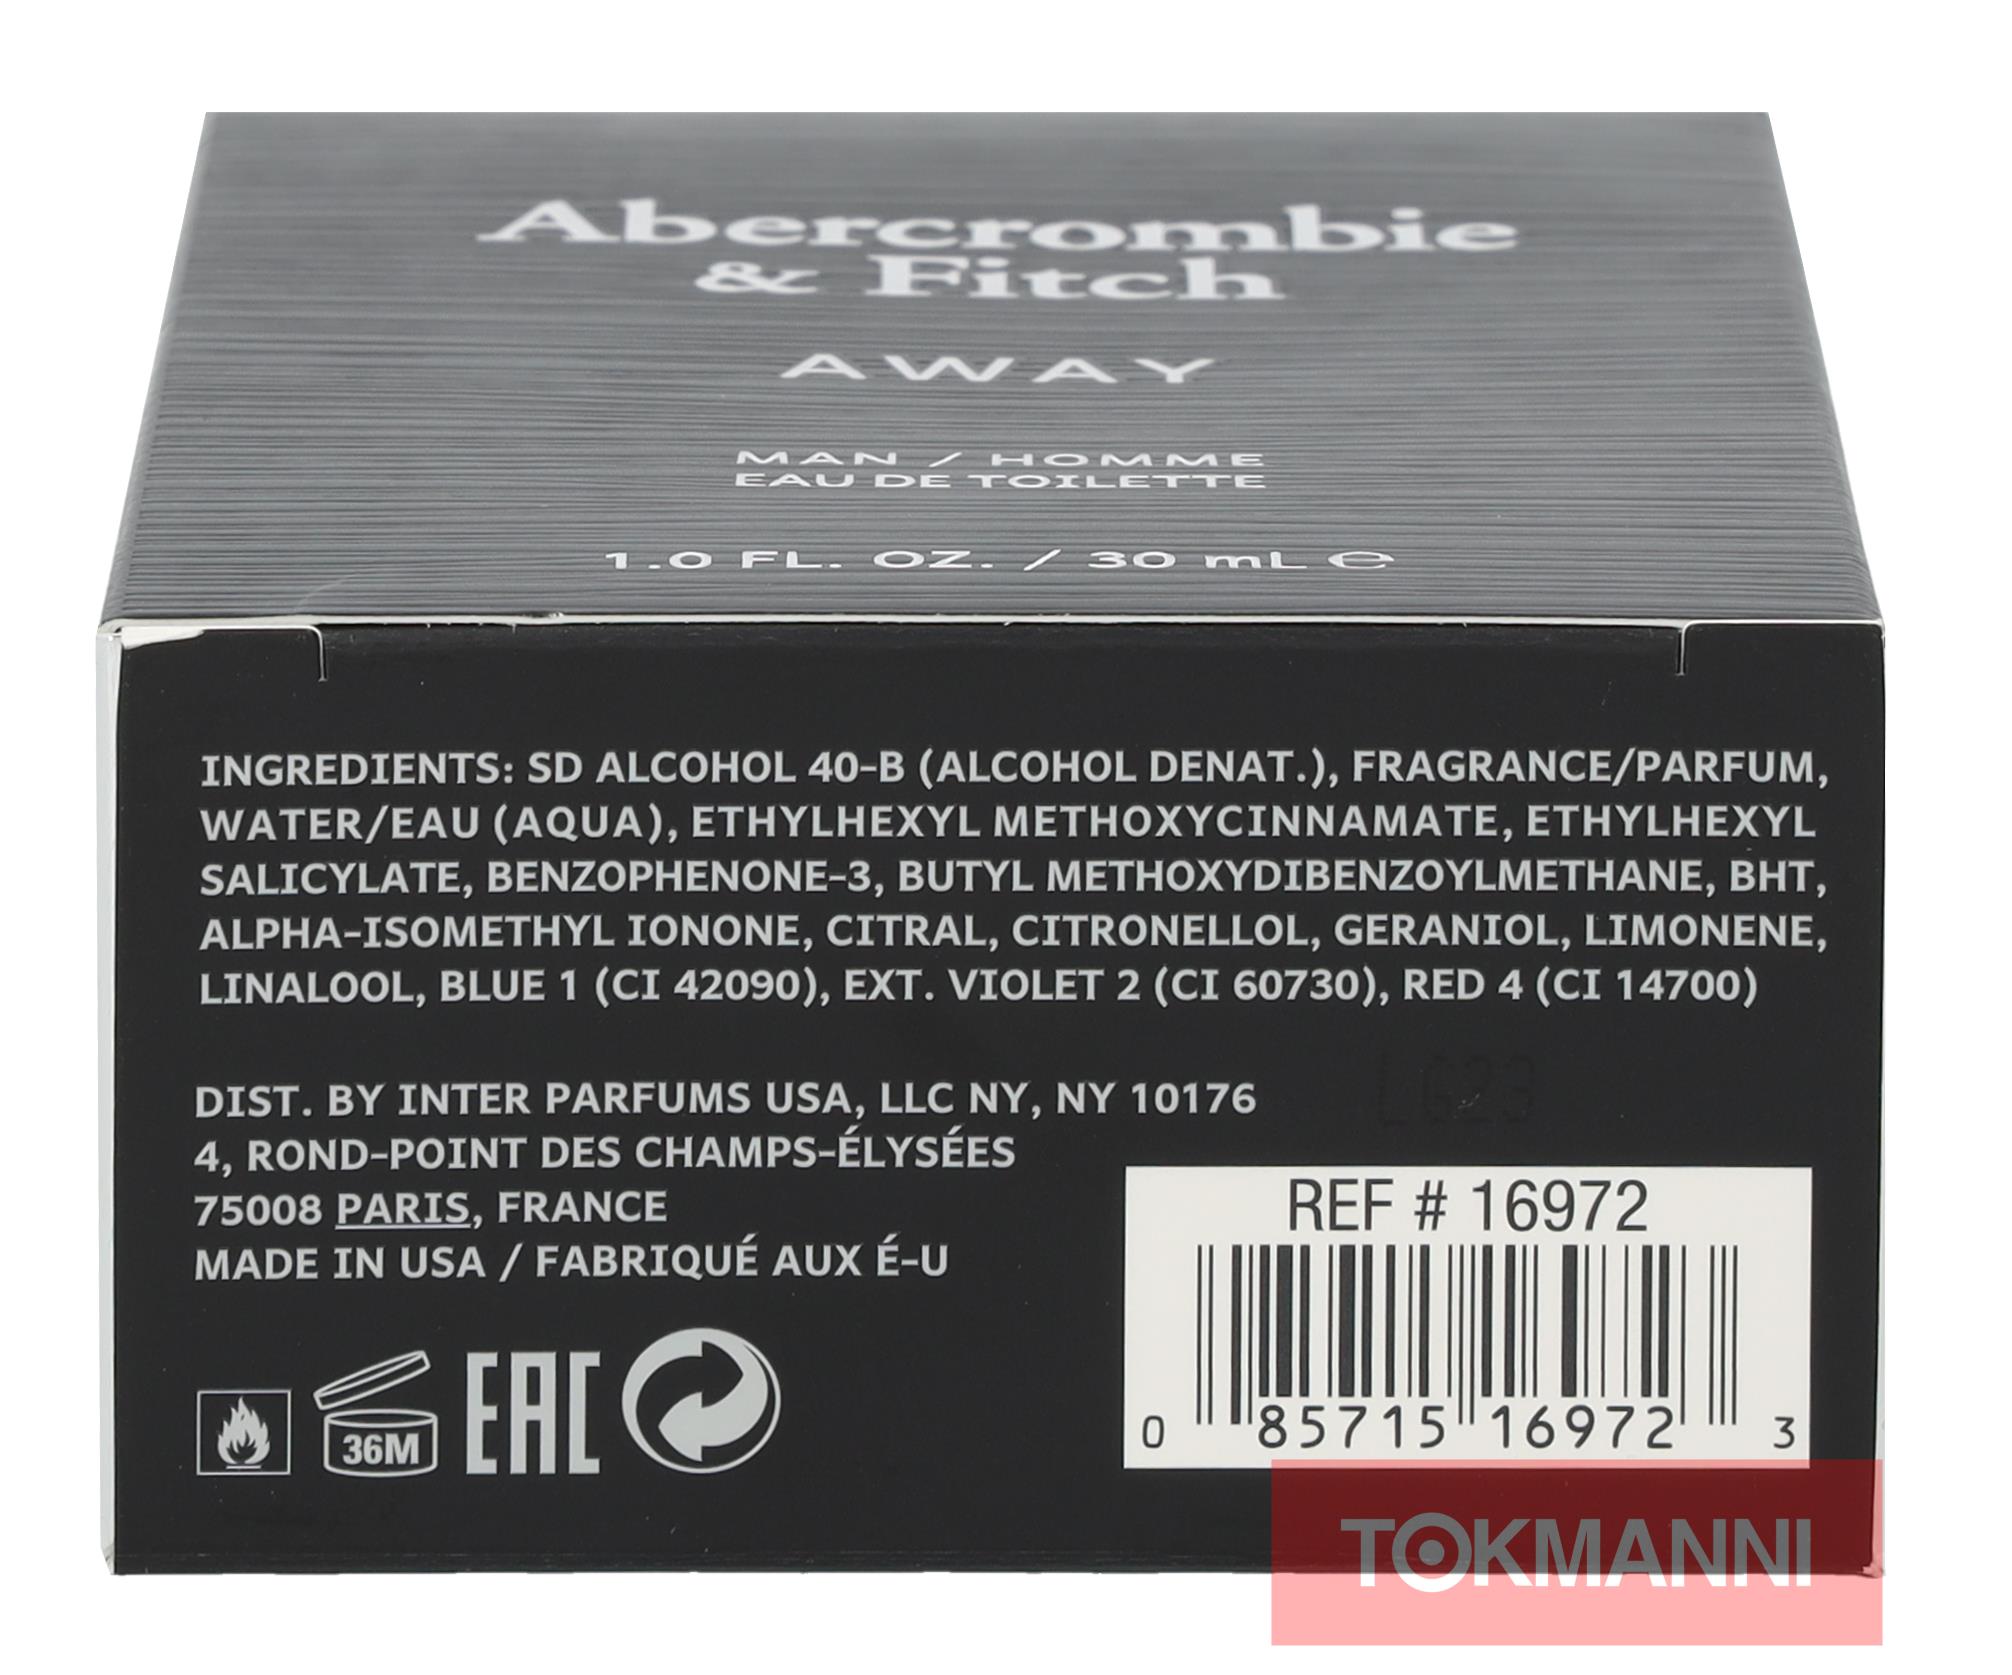 Abercrombie
& Fitch
AWAY
MAN / HOMME
EAU DE TOILETTE
1.0 FL. OZ. / 30 mL ℮
INGREDIENTS: SD ALCOHOL 40-B (ALCOHOL DENAT.), FRAGRANCE/PARFUM,
WATER/EAU (AQUA), ETHYLHEXYL METHOXYCINNAMATE, ETHYLHEXYL
SALICYLATE, BENZOPHENONE-3, BUTYL METHOXYDIBENZOYLMETHANE, BHT,
ALPHA-ISOMETHYL IONONE, CITRAL, CITRONELLOL, GERANIOL, LIMONENE,
LINALOOL, BLUE 1 (CI 42090), EXT. VIOLET 2 (CI 60730), RED 4 (CI 14700)
LG23
DIST. BY INTER PARFUMS USA, LLC NY, NY 10176
4, ROND-POINT DES CHAMPS-ÉLYSÉES
75008 PARIS, FRANCE
MADE IN USA / FABRIQUÉ AUX É-U
36M
EAC
REF # 16972
0 85715 16972 3
TOKMANNI